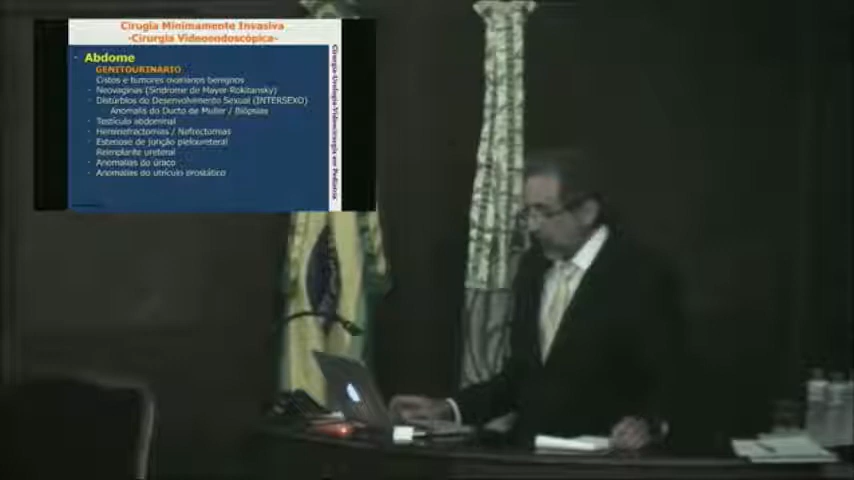 Cirugia Minimamente Invasiva
-Cirurgia Videoendoscópica-
· Abdome
GENITOURINÁRIO
Cistos e tumores ovarianos benignos
· Neovaginas (Síndrome de Mayer-Rokitansky)
· Distúrbios do Desenvolvimento Sexual (INTERSEXO)
Anomalia do Ducto de Muller / Biópsias
· Testículo abdominal
· Heminefrectomias / Nefrectomias
· Estenose de junção pieloureteral
Reimplante ureteral
· Anomalias do úraco
· Anomalias do utrículo prostático
Cirurgia-Urologia-Videocirurgia em Pediatria